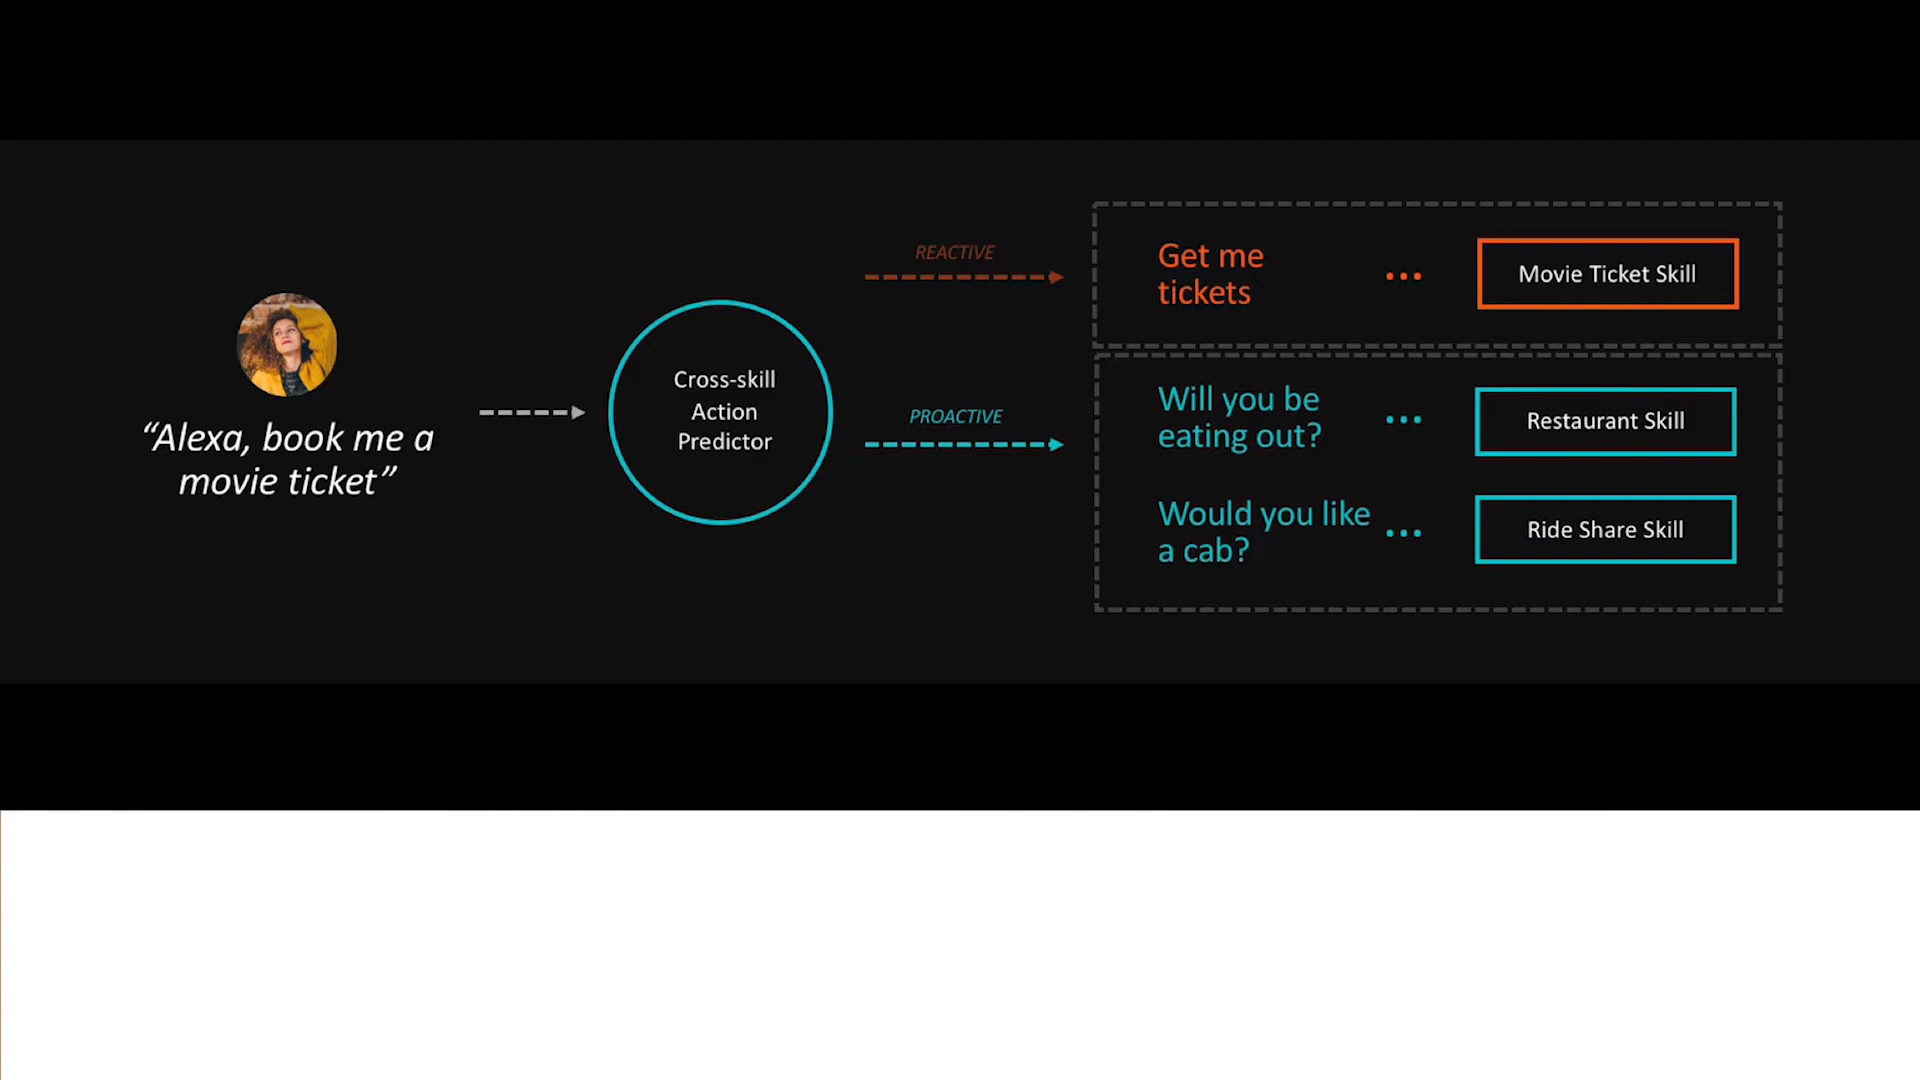 “Alexa, book me a
movie ticket”
Cross-skill
Action
Predictor
REACTIVE
PROACTIVE
Get me
tickets
...
Movie Ticket Skill
Will you be
eating out?
...
Restaurant Skill
Would you like
a cab?
...
Ride Share Skill